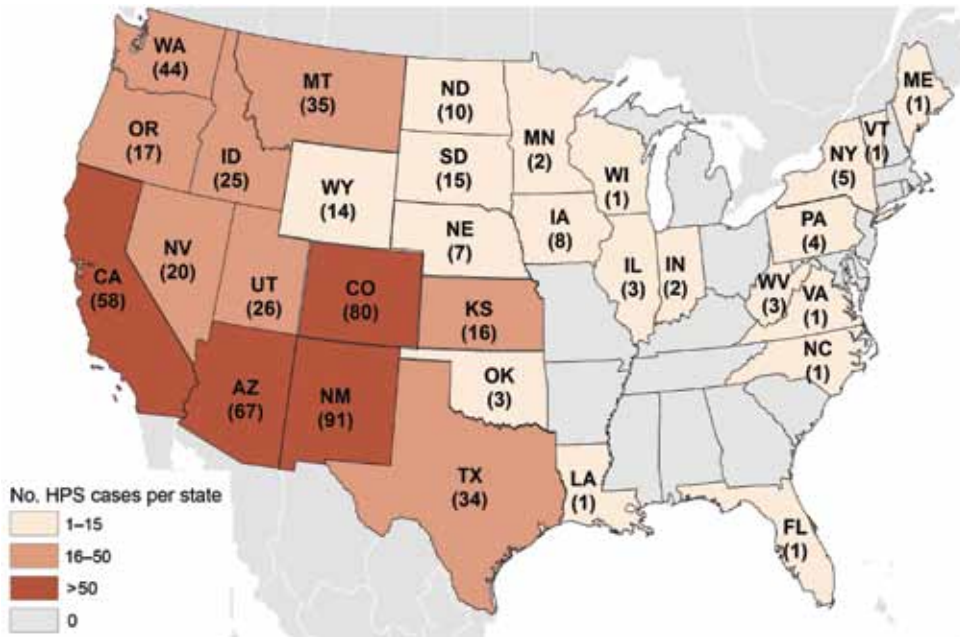 WA
(44)
MT
(35)
ND
(10)
MN
(2)
ME
(1)
VT
(1)
OR
(17)
ID
(25)
SD
(15)
WI
(1)
NY
(5)
WY
(14)
NE
(7)
IA
(8)
PA
(4)
CA
(58)
NV
(20)
UT
(26)
CO
(80)
KS
(16)
IL
(3)
IN
(2)
WV
(3)
VA
(1)
NC
(1)
AZ
(67)
NM
(91)
OK
(3)
TX
(34)
LA
(1)
FL
(1)
No. HPS cases per state
1–15
16–50
>50
0